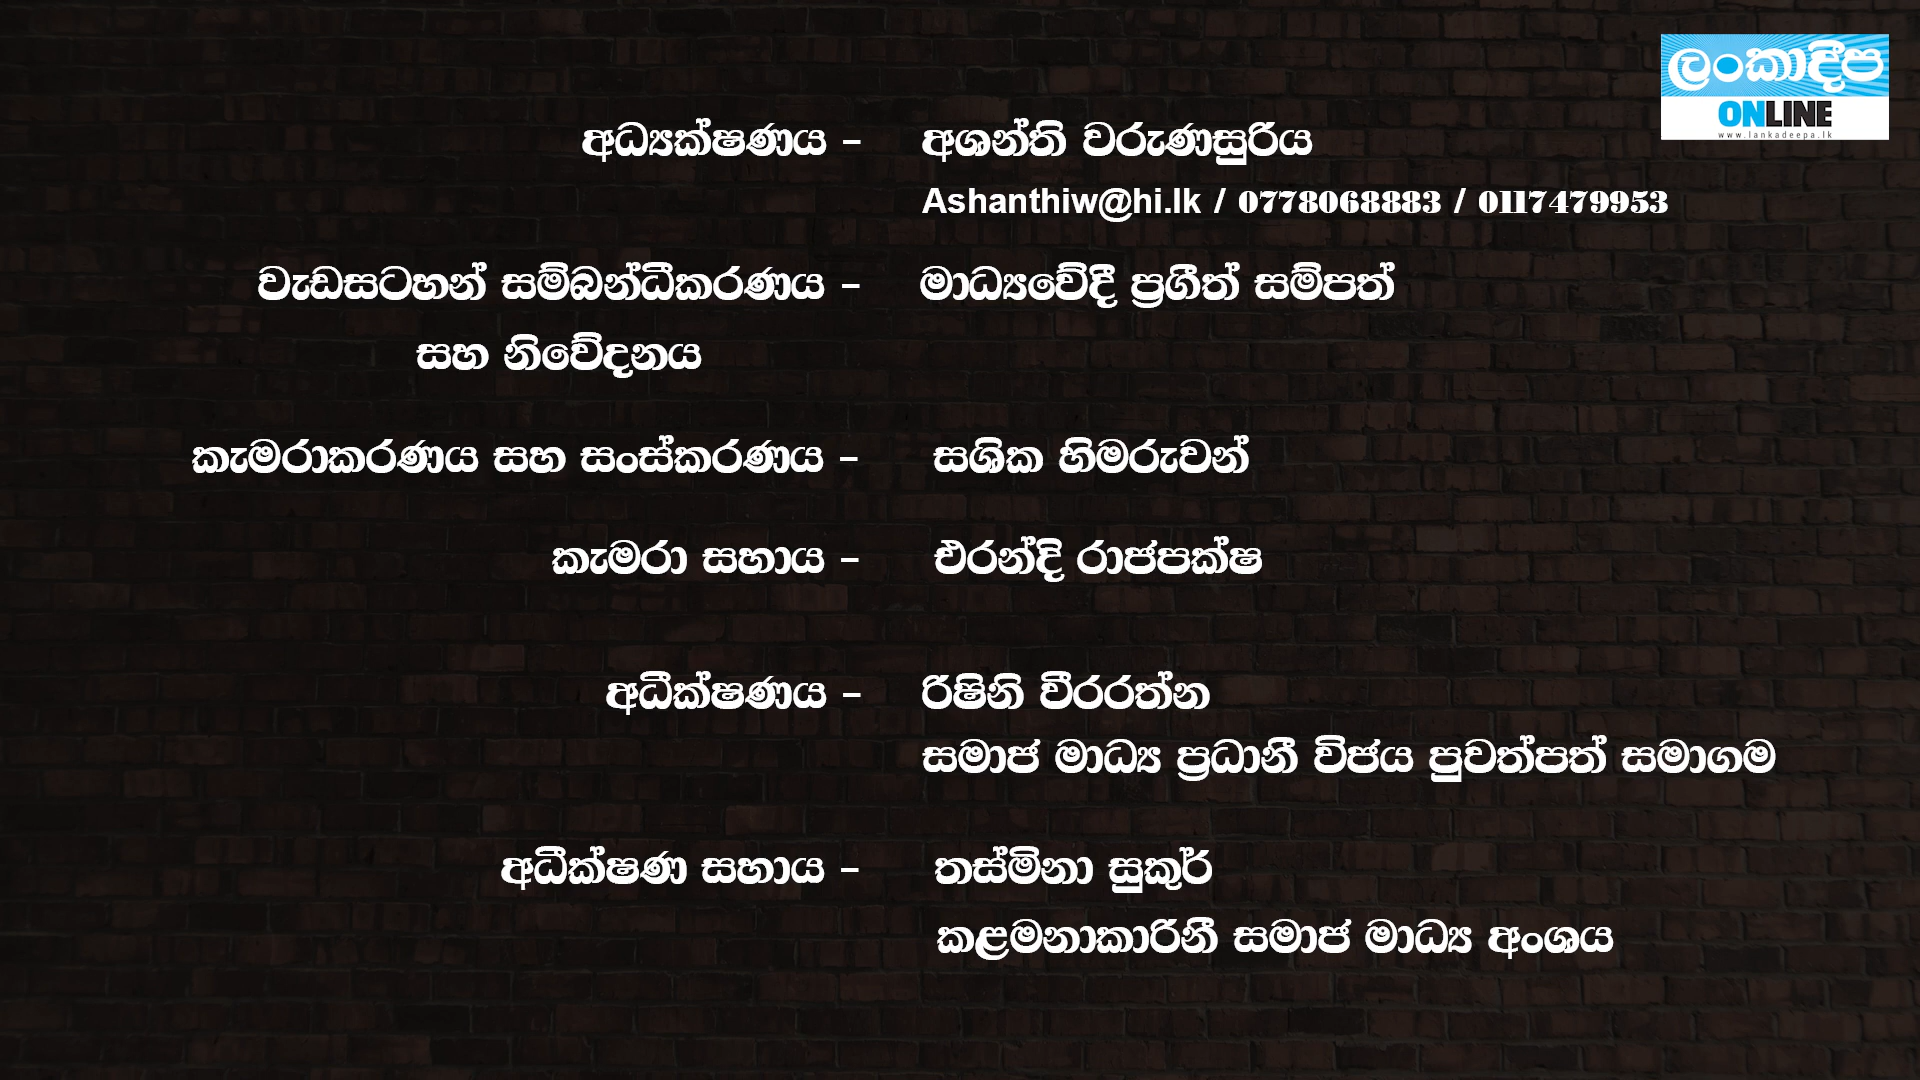 ලංකාදීප
ONLINE
www.lankadeepa.lk
අධ්‍යක්ෂණය - අශන්ති වරුණසූරිය
Ashanthiw@hi.lk / 0778068883 / 0117479953
වැඩසටහන් සම්බන්ධීකරණය - මාධ්‍යවේදී ප්‍රගීත් සම්පත්
සහ නිවේදනය
කැමරාකරණය සහ සංස්කරණය - සශික හිමරුවන්
කැමරා සහාය - එරන්දි රාජපක්ෂ
අධීක්ෂණය - රිෂිනි වීරරත්න
සමාජ මාධ්‍ය ප්‍රධානී විජය පුවත්පත් සමාගම
අධීක්ෂණ සහාය - තස්මිනා සුකුර්
කළමනාකාරිනී සමාජ මාධ්‍ය අංශය